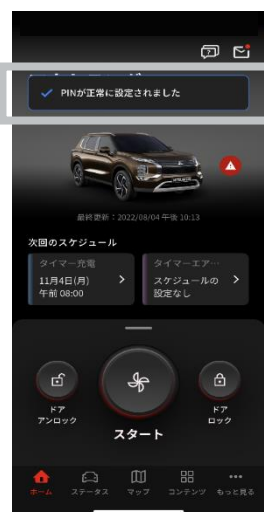 PINが正常に設定されました
最終更新：2022/08/04 午後 10:13
次回のスケジュール
タイマー充電
11月4日(月)
午前 08:00
タイマーエア…
スケジュールの
設定なし
ドア
アンロック
スタート
ドア
ロック
ホーム
ステータス
マップ
コンテンツ
もっと見る